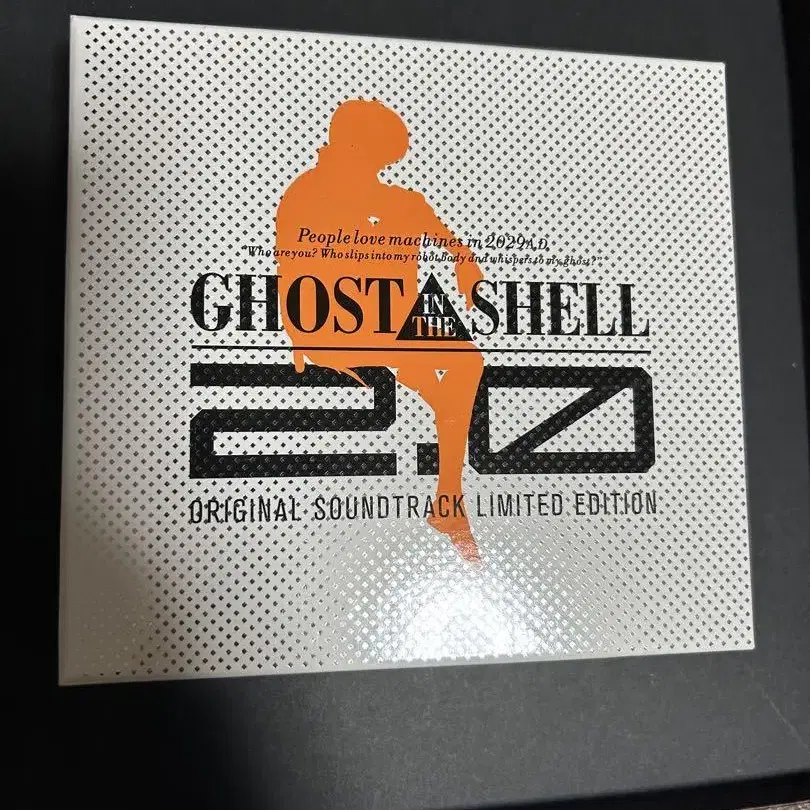 People love machines in 2029 A.D.
"Who are you? Who slips into my robot body and whispers to my ghost?"
GHOST IN THE SHELL
2.0
ORIGINAL SOUNDTRACK LIMITED EDITION